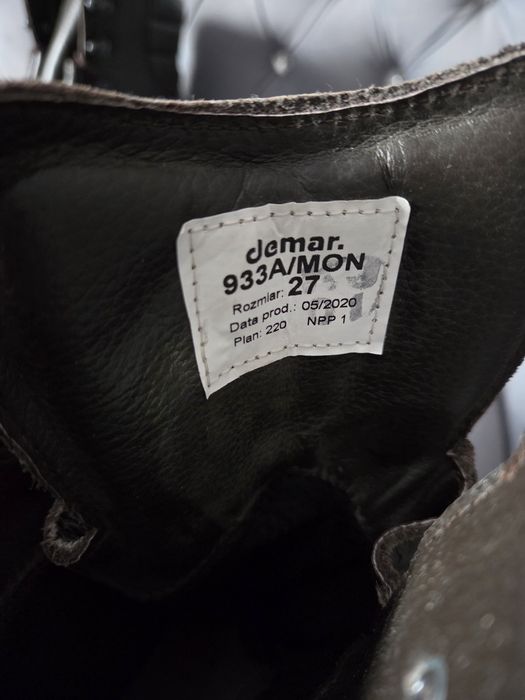 demar.
933A/MON
Rozmiar: 27
Data prod.: 05/2020
Plan: 220 NPP 1